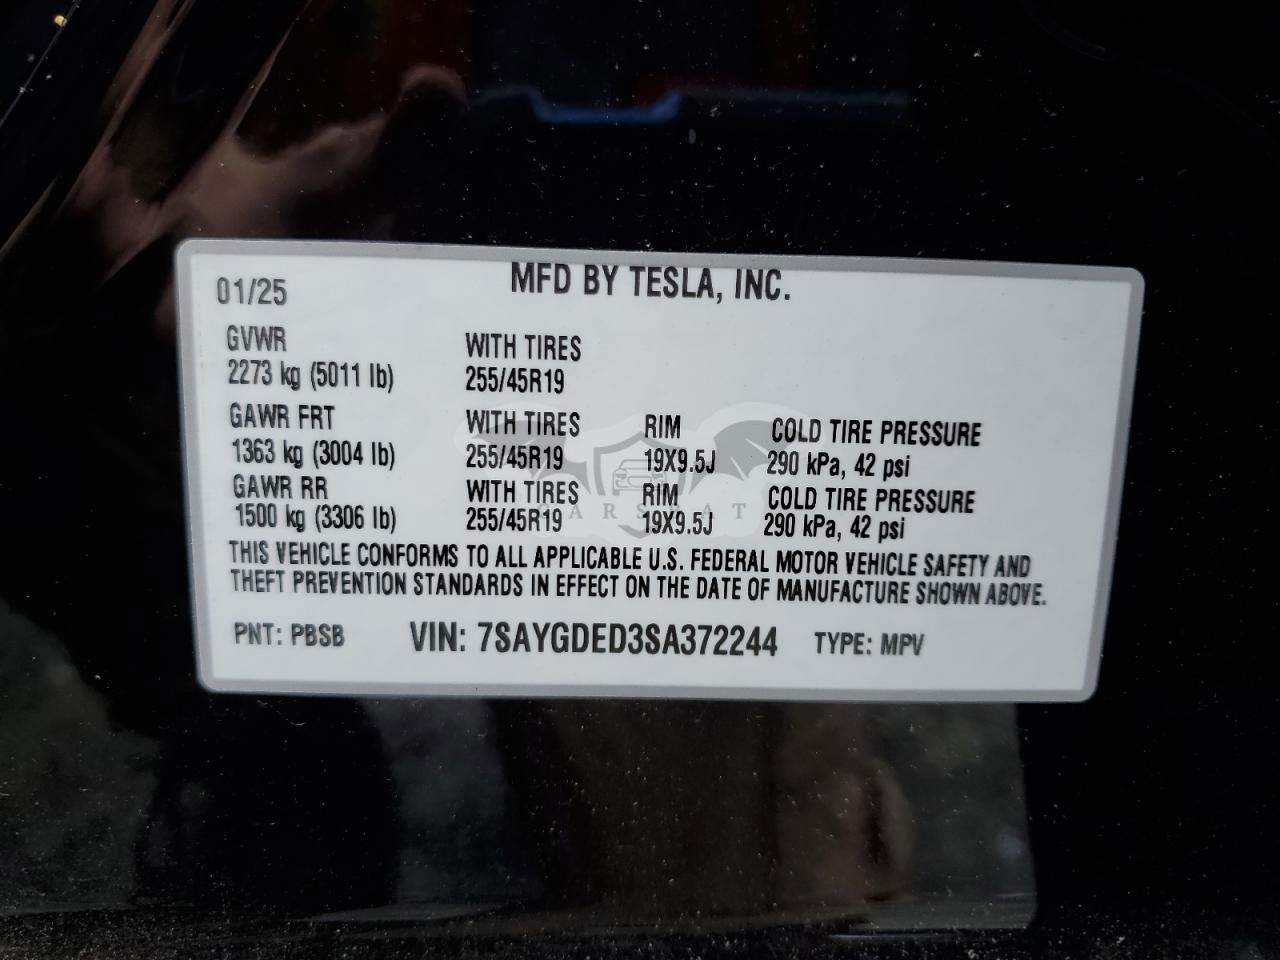 01/25 MFD BY TESLA, INC.
GVWR WITH TIRES
2273 kg (5011 lb) 255/45R19
GAWR FRT WITH TIRES RIM COLD TIRE PRESSURE
1363 kg (3004 lb) 255/45R19 19X9.5J 290 kPa, 42 psi
GAWR RR WITH TIRES RIM COLD TIRE PRESSURE
1500 kg (3306 lb) 255/45R19 19X9.5J 290 kPa, 42 psi
THIS VEHICLE CONFORMS TO ALL APPLICABLE U.S. FEDERAL MOTOR VEHICLE SAFETY AND
THEFT PREVENTION STANDARDS IN EFFECT ON THE DATE OF MANUFACTURE SHOWN ABOVE.
PNT: PBSB VIN: 7SAYGDED3SA372244 TYPE: MPV